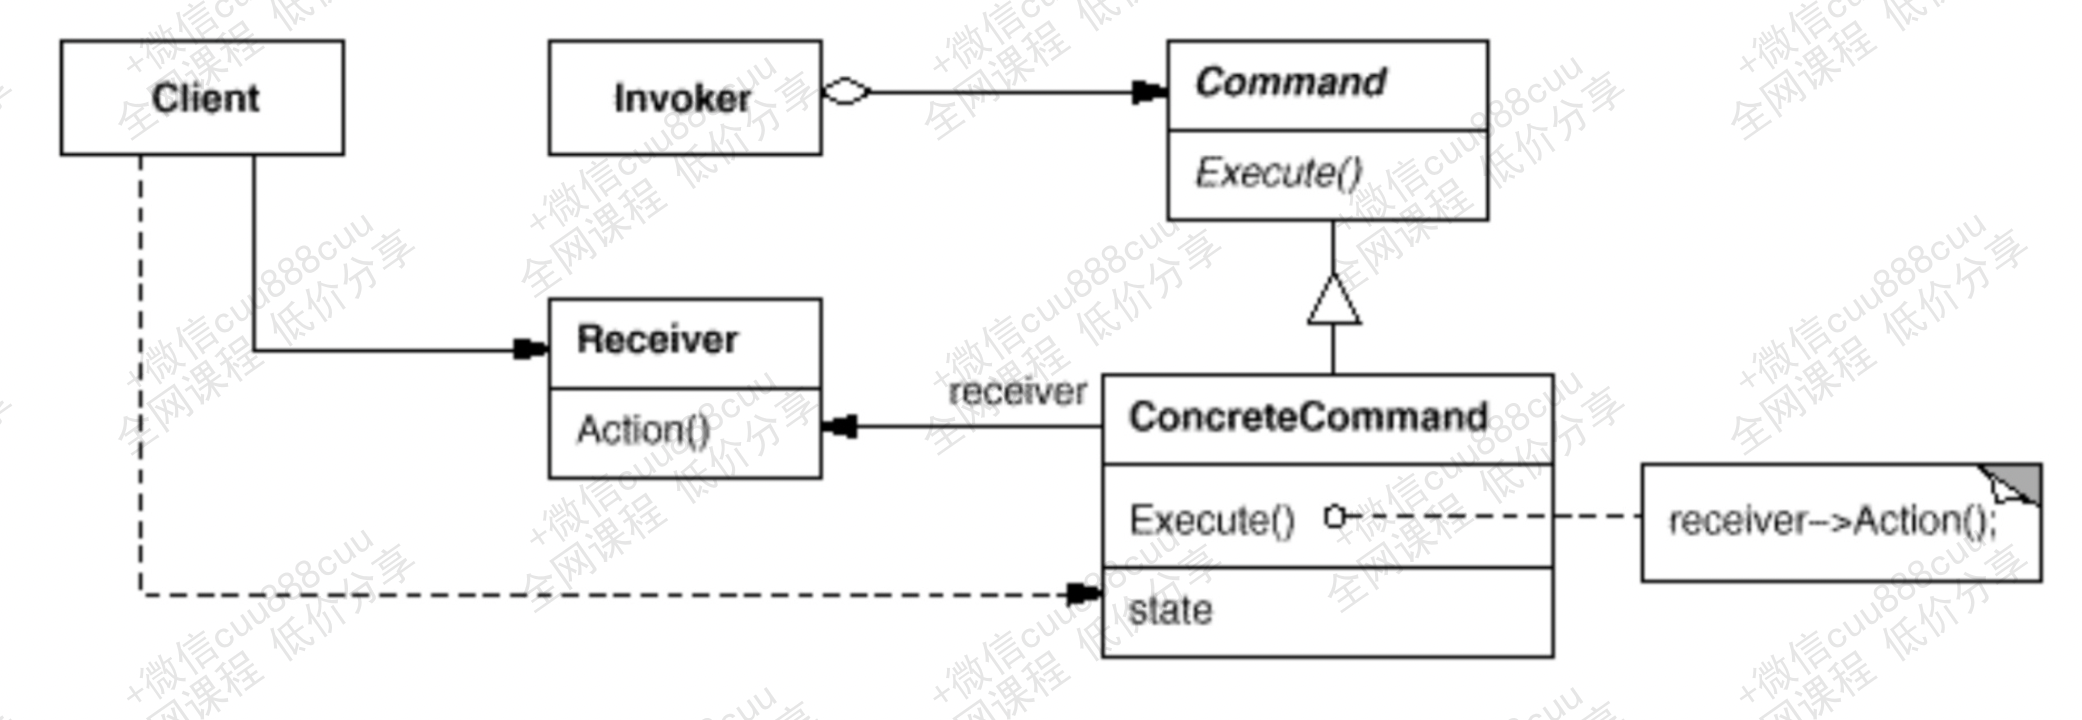 Client
Invoker
Command
Execute()
Receiver
Action()
receiver
ConcreteCommand
Execute()
state
receiver–>Action();
+微信cuu888cuu
全网课程 低价分享